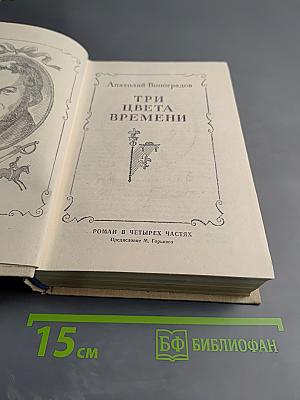 Анатолий Виноградов
ТРИ
ЦВЕТА
ВРЕМЕНИ
РОМАН В ЧЕТЫРЕХ ЧАСТЯХ
Предисловие М. Горького
15 см
БФ БИБЛИОФАН